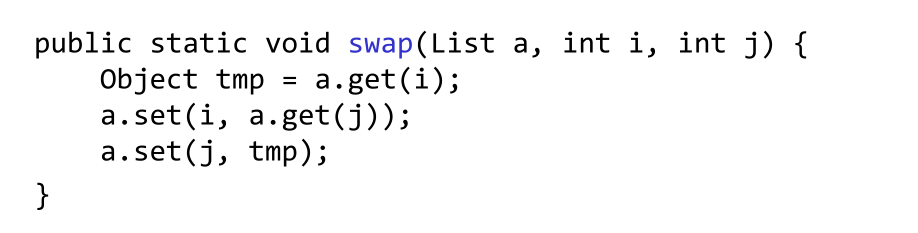 public static void swap(List a, int i, int j) {
    Object tmp = a.get(i);
    a.set(i, a.get(j));
    a.set(j, tmp);
}